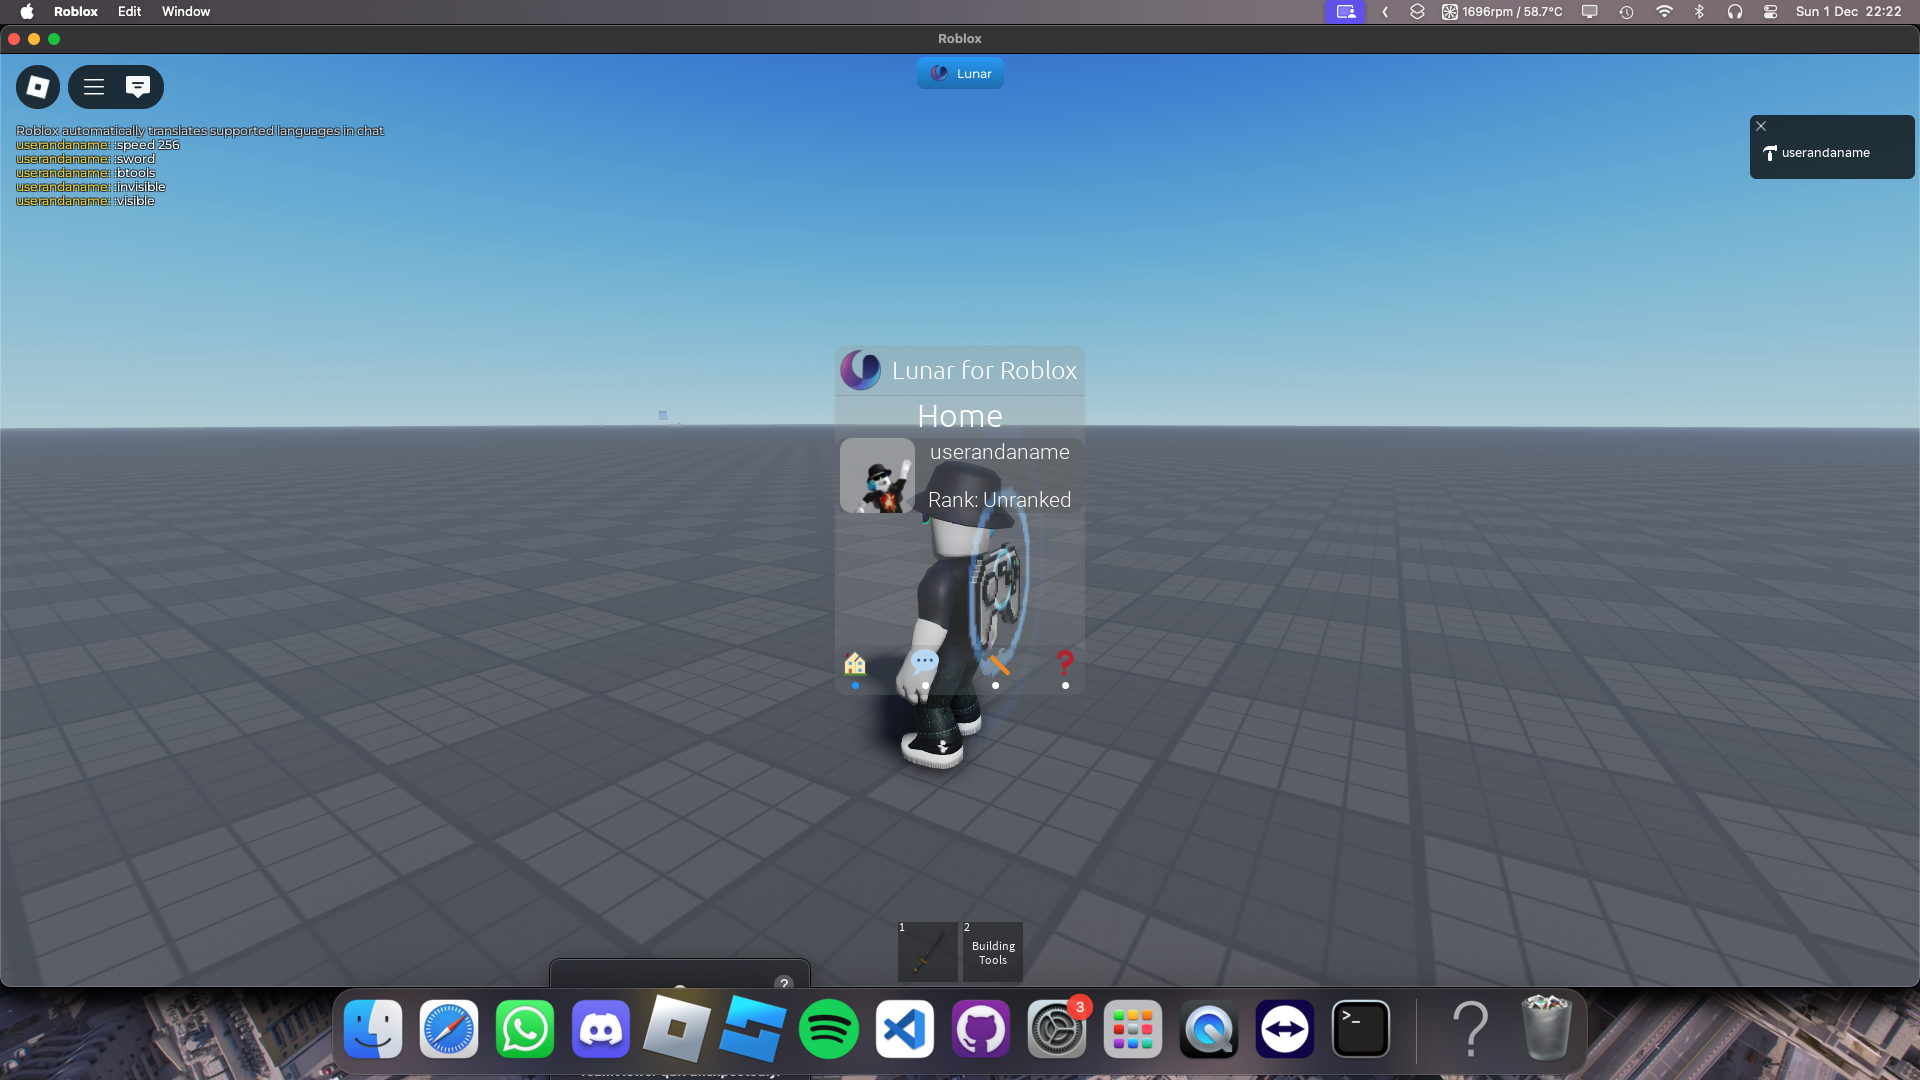 Roblox Edit Window
1696rpm / 58.7°C
Sun 1 Dec 22:22
Roblox
Lunar
Roblox automatically translates supported languages in chat
userandaname: :speed 256
userandaname: :sword
userandaname: :btools
userandaname: :invisible
userandaname: :visible
userandaname
Lunar for Roblox
Home
userandaname
Rank: Unranked
1
2
Building
Tools
?
3
>_